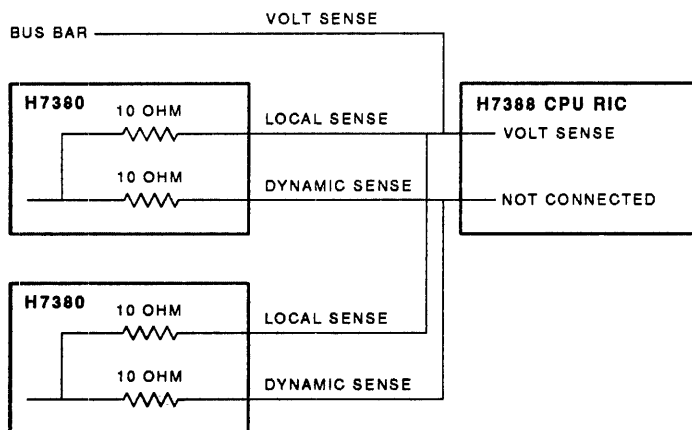 VOLT SENSE
BUS BAR
H7380
10 OHM
LOCAL SENSE
10 OHM
DYNAMIC SENSE
H7388 CPU RIC
VOLT SENSE
NOT CONNECTED
H7380
10 OHM
LOCAL SENSE
10 OHM
DYNAMIC SENSE